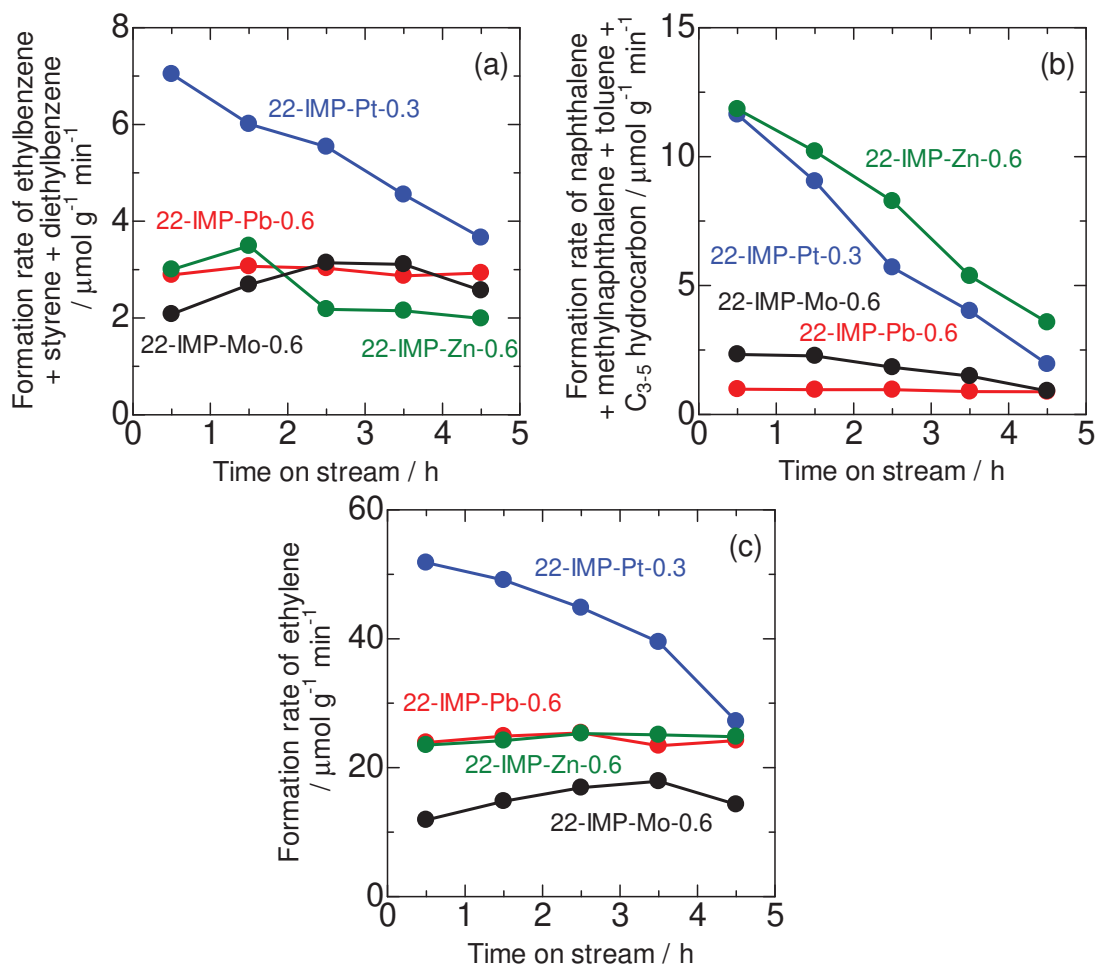 Formation rate of ethylbenzene
+ styrene + diethylbenzene
/ μmol g⁻¹ min⁻¹
8
6
4
2
0
(a)
22-IMP-Pt-0.3
22-IMP-Pb-0.6
22-IMP-Mo-0.6
22-IMP-Zn-0.6
0 1 2 3 4 5
Time on stream / h
Formation rate of naphthalene
+ methylnaphthalene + toluene +
C₃₋₅ hydrocarbon / μmol g⁻¹ min⁻¹
15
10
5
0
(b)
22-IMP-Zn-0.6
22-IMP-Pt-0.3
22-IMP-Mo-0.6
22-IMP-Pb-0.6
0 1 2 3 4 5
Time on stream / h
Formation rate of ethylene
/ μmol g⁻¹ min⁻¹
60
40
20
0
(c)
22-IMP-Pt-0.3
22-IMP-Pb-0.6
22-IMP-Zn-0.6
22-IMP-Mo-0.6
0 1 2 3 4 5
Time on stream / h